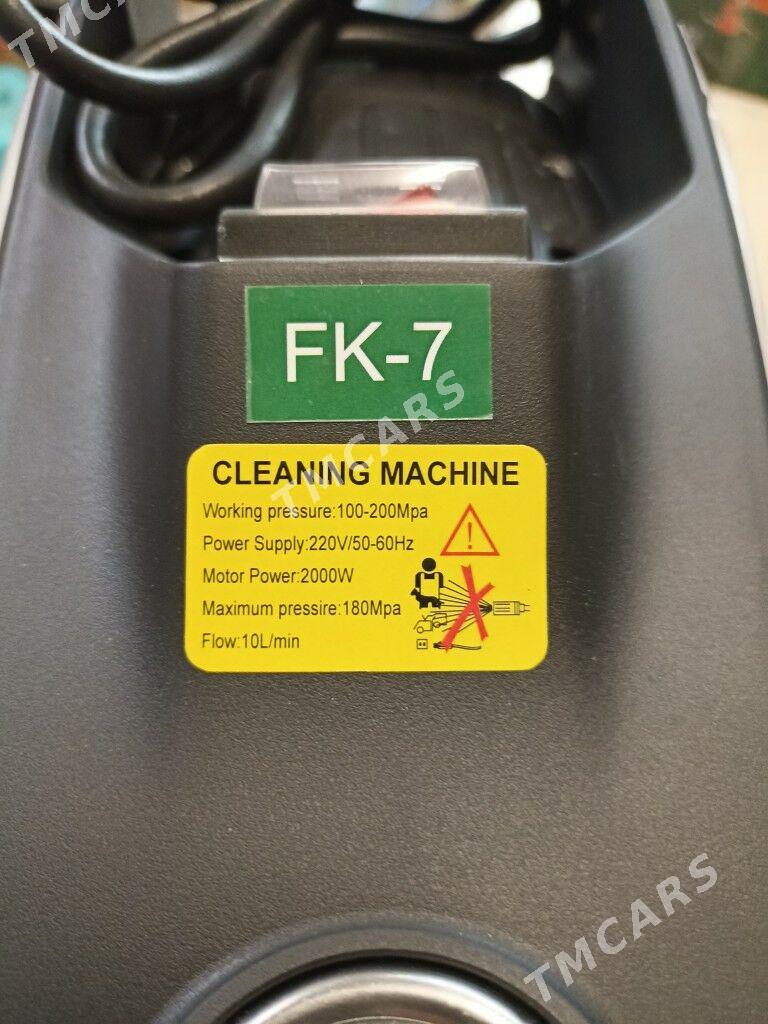 TMCARS
FK-7
TMCARS
CLEANING MACHINE
Working pressure:100-200Mpa
Power Supply:220V/50-60Hz
Motor Power:2000W
Maximum pressire:180Mpa
Flow:10L/min
TMCARS